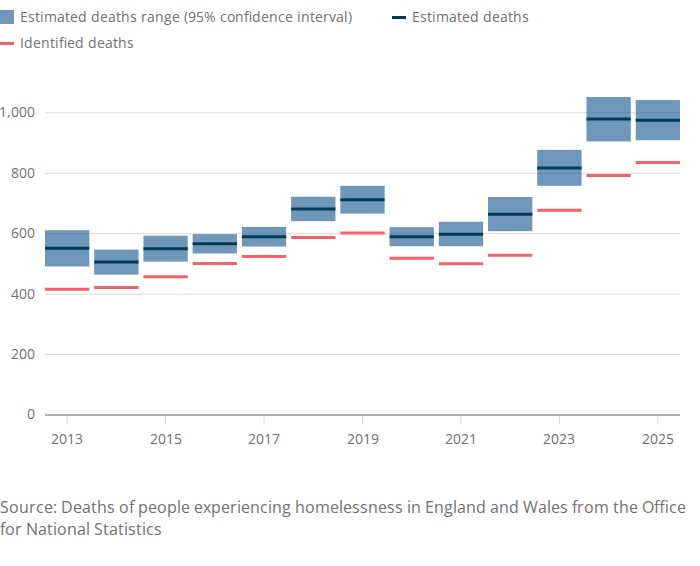 Estimated deaths range (95% confidence interval)
Estimated deaths
Identified deaths
1,000
800
600
400
200
0
2013
2015
2017
2019
2021
2023
2025
Source: Deaths of people experiencing homelessness in England and Wales from the Office
for National Statistics